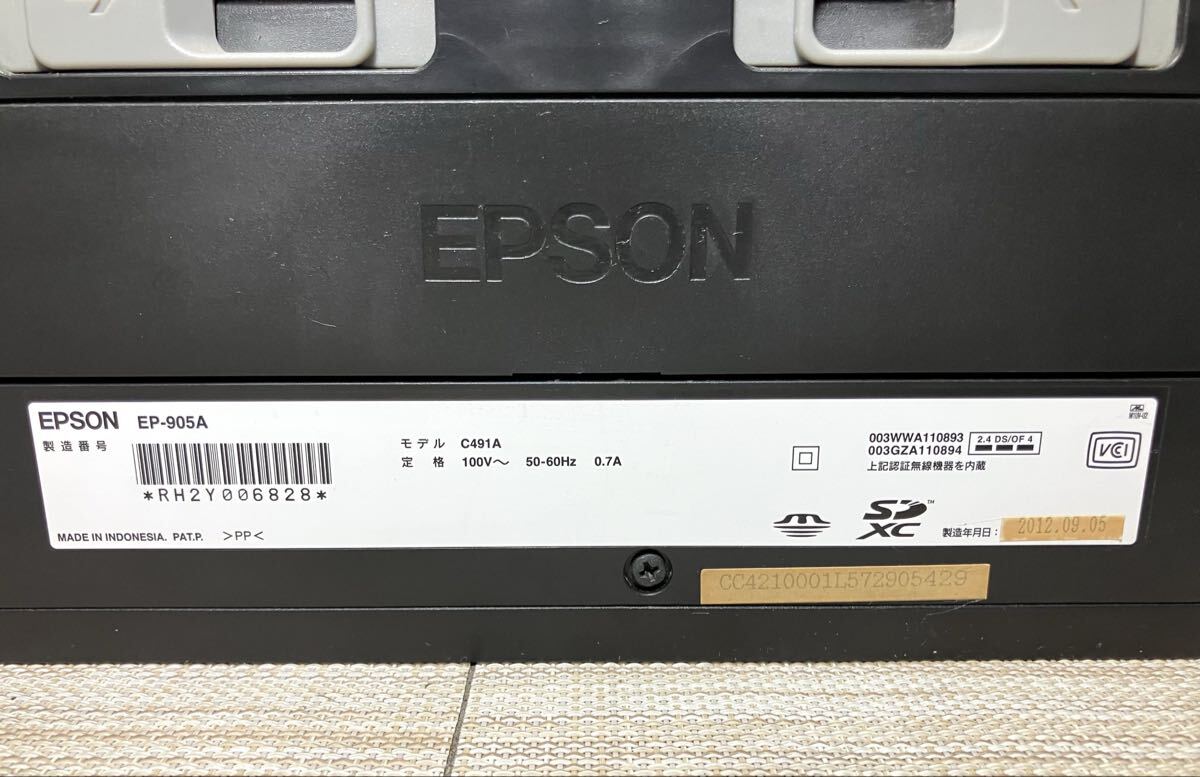 EPSON
EPSON EP-905A
製造番号
*RH2Y006828*
MADE IN INDONESIA. PAT.P. >PP<
モデル C491A
定格 100V～ 50-60Hz 0.7A
003WWA110893
003GZA110894
2.4 DS/OF 4
上記認証無線機器を内蔵
VCCI
SD XC ™
製造年月日: 2012.09.05
CC4210001L572905429